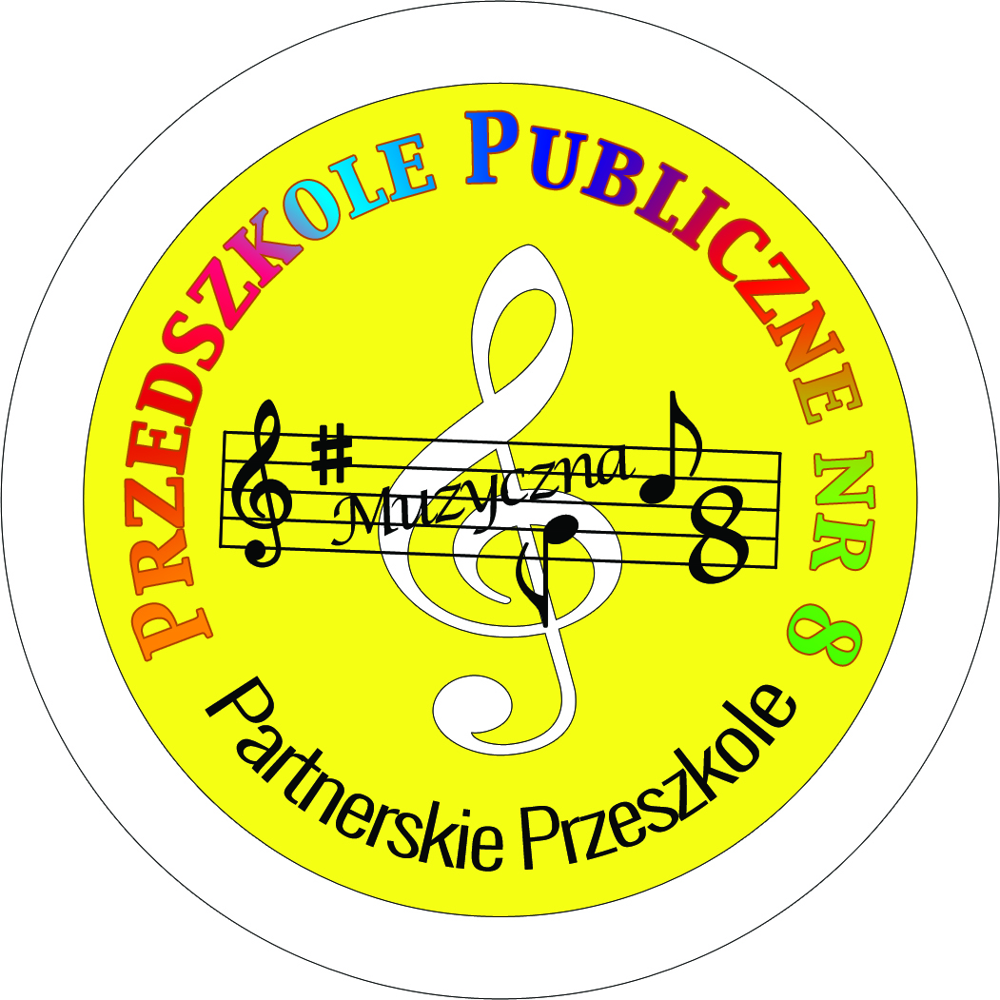 PRZEDSZKOLE PUBLICZNE NR 8
Muzyczna 8
Partnerskie Przeszkole